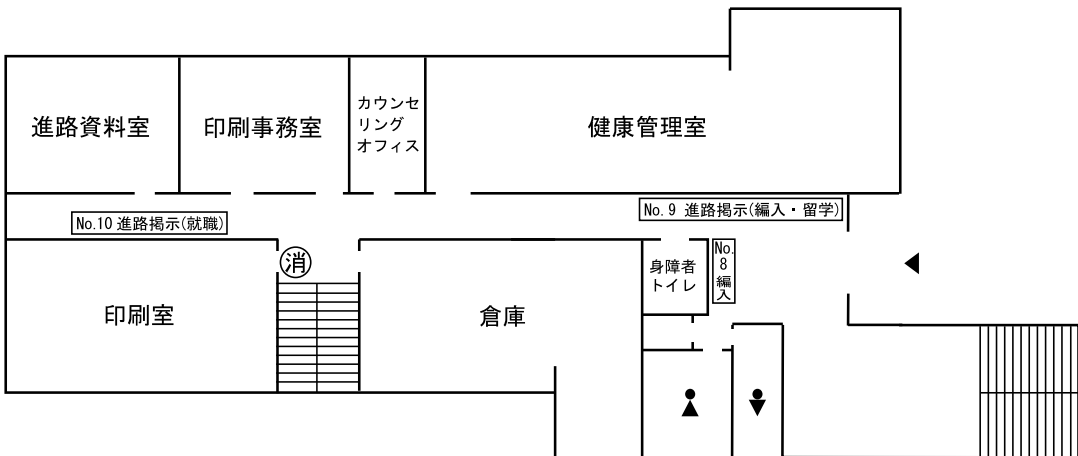 進路資料室
印刷事務室
カウンセ
リング
オフィス
健康管理室
No.10 進路掲示(就職)
No.9 進路掲示(編入・留学)
消
身障者
トイレ
No.
8
編
入
印刷室
倉庫